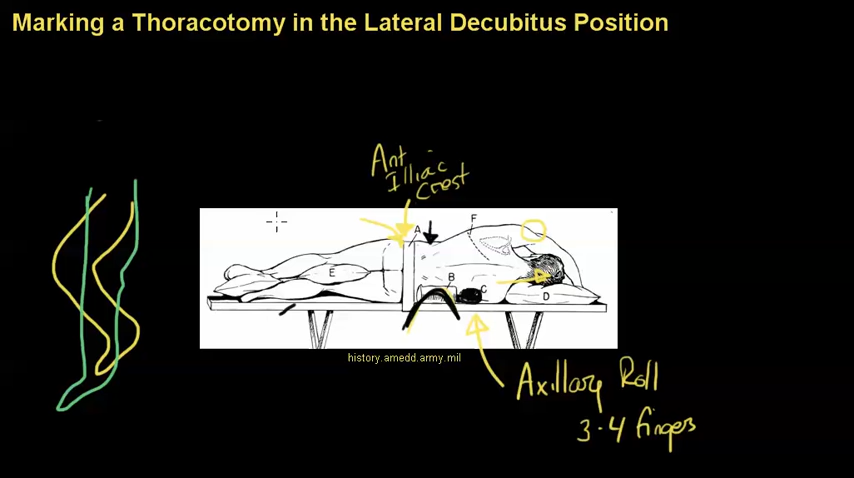 Marking a Thoracotomy in the Lateral Decubitus Position
Ant
Illiac
Crest
A
F
E
B
C
D
history.amedd.army.mil
Axillary Roll
3-4 fingers